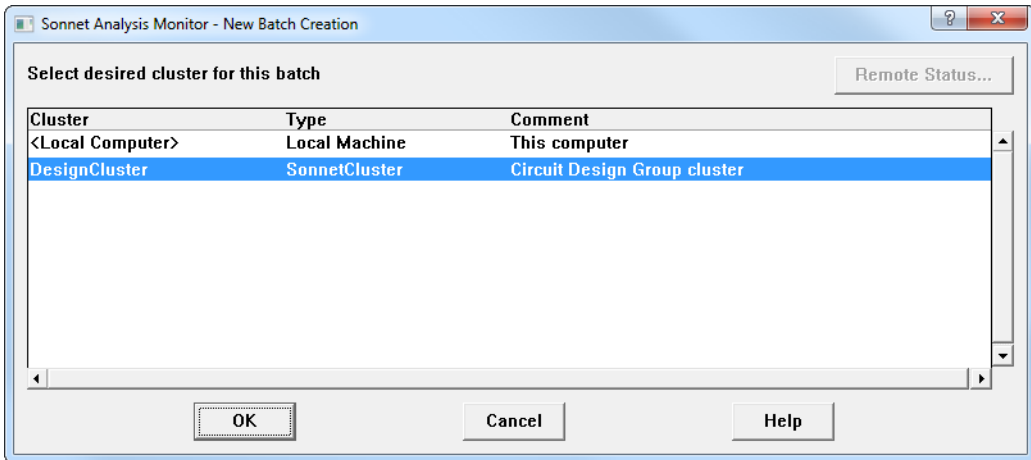 Sonnet Analysis Monitor - New Batch Creation
Select desired cluster for this batch
Remote Status...
Cluster Type Comment
<Local Computer> Local Machine This computer
DesignCluster SonnetCluster Circuit Design Group cluster
OK Cancel Help